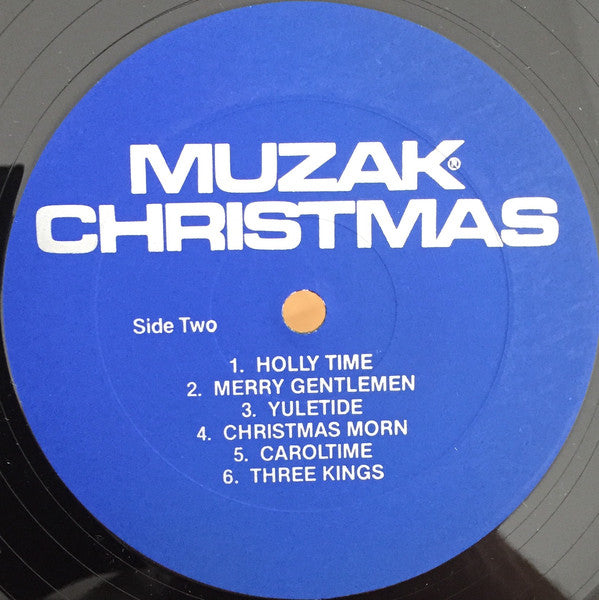 MUZAK®
CHRISTMAS
Side Two
1. HOLLY TIME
2. MERRY GENTLEMEN
3. YULETIDE
4. CHRISTMAS MORN
5. CAROLTIME
6. THREE KINGS